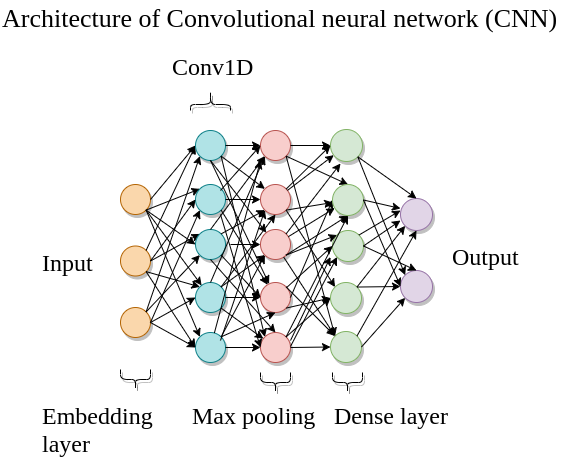 Architecture of Convolutional neural network (CNN)
Conv1D
Input
Output
Embedding
layer
Max pooling
Dense layer